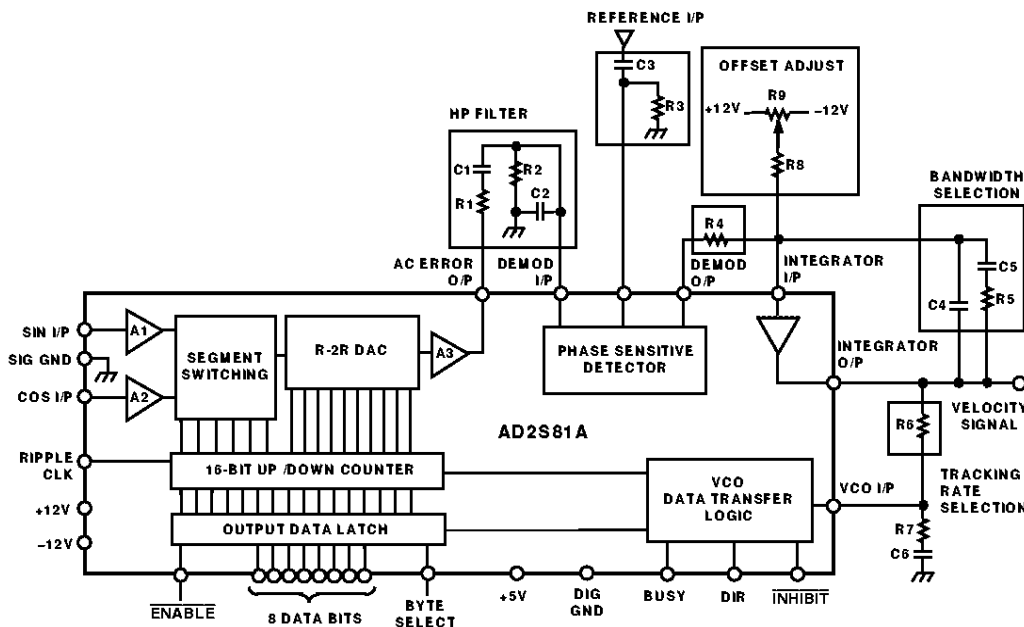 REFERENCE I/P
C3
R3
OFFSET ADJUST
R9
+12V
–12V
R8
HP FILTER
C1
R2
R1
C2
BANDWIDTH
SELECTION
R4
C5
C4
R5
AC ERROR
O/P
DEMOD
I/P
DEMOD
O/P
INTEGRATOR
I/P
SIN I/P
A1
SEGMENT
SWITCHING
R-2R DAC
A3
PHASE SENSITIVE
DETECTOR
INTEGRATOR
O/P
SIG GND
COS I/P
A2
VELOCITY
SIGNAL
R6
AD2S81A
RIPPLE
CLK
16-BIT UP /DOWN COUNTER
VCO
DATA TRANSFER
LOGIC
VCO I/P
TRACKING
RATE
SELECTION
+12V
–12V
OUTPUT DATA LATCH
R7
C6
ENABLE
8 DATA BITS
BYTE
SELECT
+5V
DIG
GND
BUSY
DIR
INHIBIT